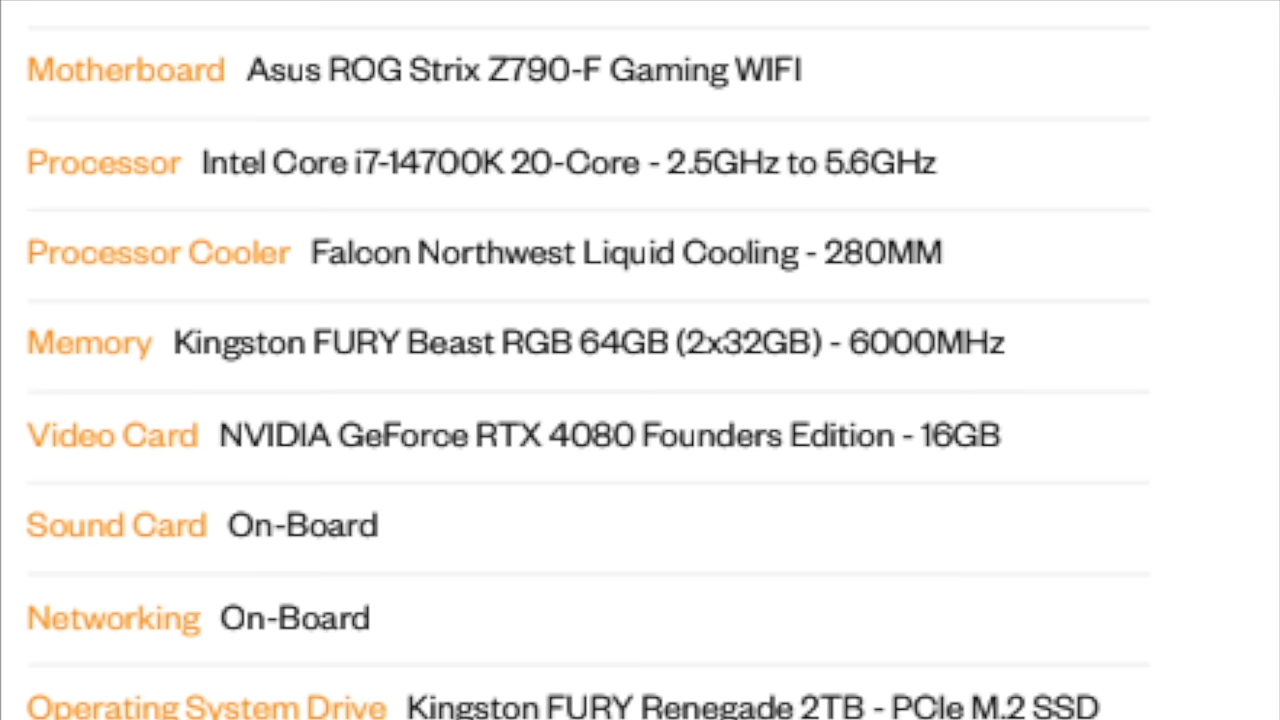 Motherboard Asus ROG Strix Z790-F Gaming WIFI
Processor Intel Core i7-14700K 20-Core - 2.5GHz to 5.6GHz
Processor Cooler Falcon Northwest Liquid Cooling - 280MM
Memory Kingston FURY Beast RGB 64GB (2x32GB) - 6000MHz
Video Card NVIDIA GeForce RTX 4080 Founders Edition - 16GB
Sound Card On-Board
Networking On-Board
Operating System Drive Kingston FURY Renegade 2TB - PCIe M.2 SSD